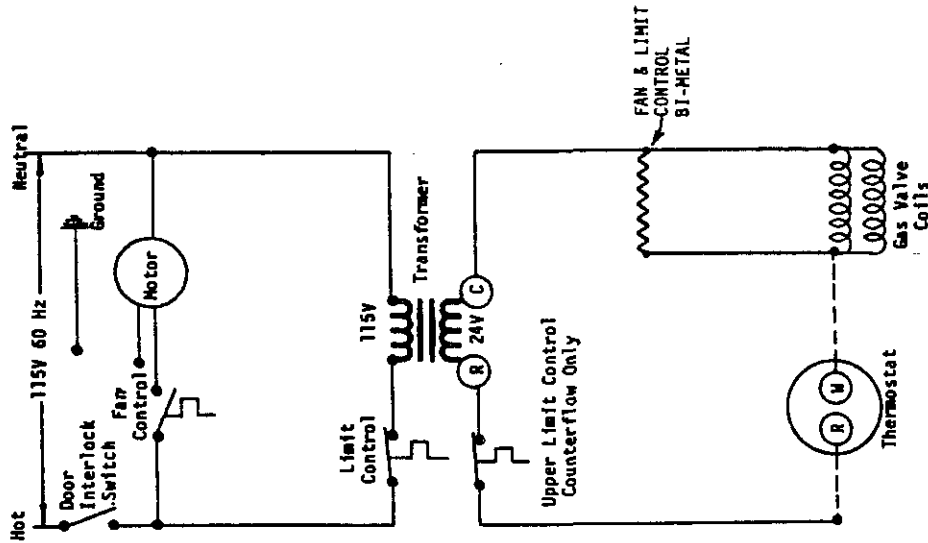 Hot
115V 60 Hz
Neutral
Door
Interlock
Switch
Ground
Fan
Control
Motor
Limit
Control
115V
Transformer
24V
R
C
Upper Limit Control
Counterflow Only
FAN & LIMIT
CONTROL
BI-METAL
R
W
Thermostat
Gas Valve
Coils